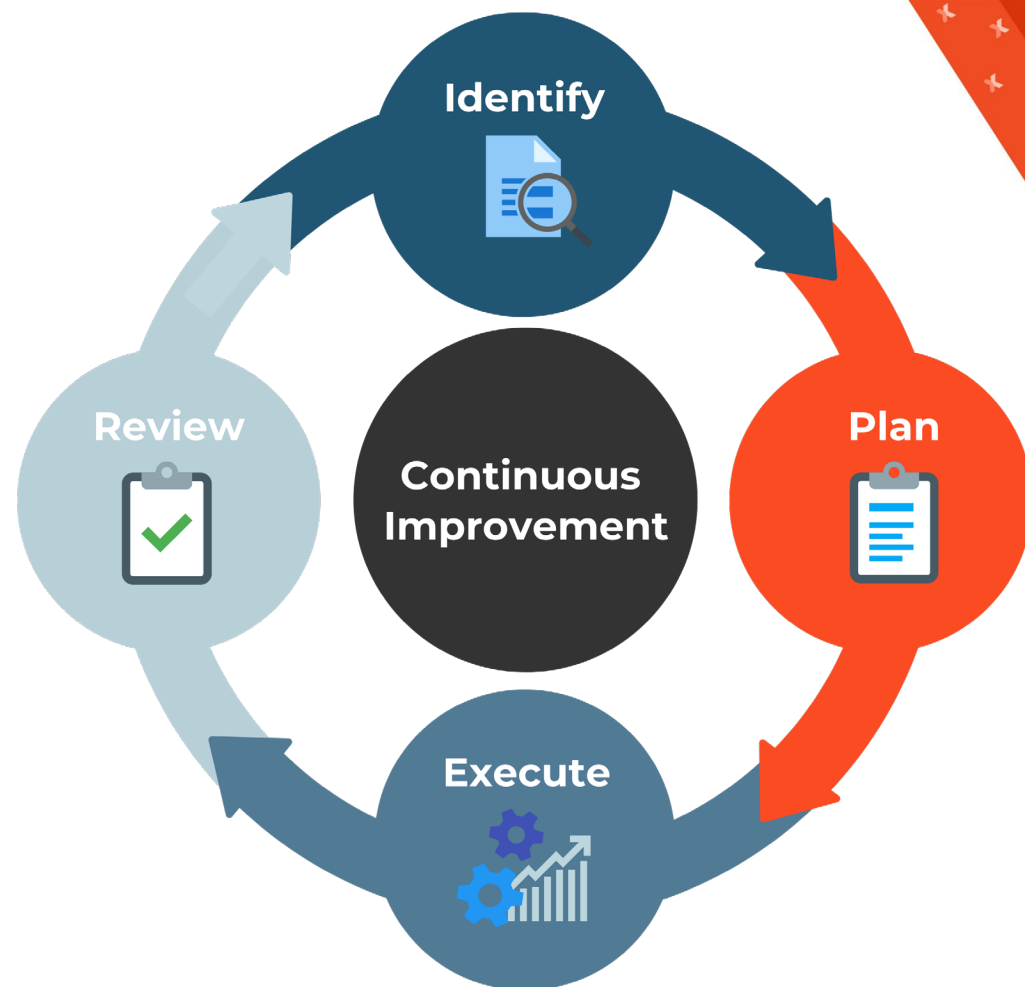 Identify
Review
Plan
Continuous
Improvement
Execute